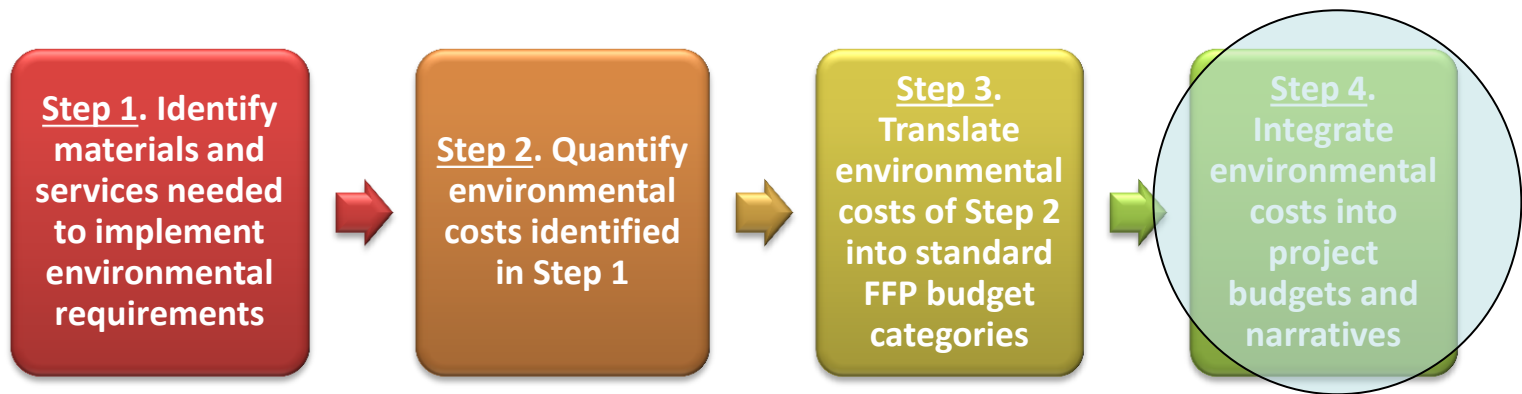 Step 1. Identify
materials and
services needed
to implement
environmental
requirements
Step 2. Quantify
environmental
costs identified
in Step 1
Step 3.
Translate
environmental
costs of Step 2
into standard
FFP budget
categories
Step 4.
Integrate
environmental
costs into
project
budgets and
narratives